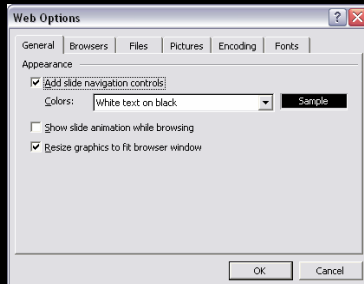 Web Options
General Browsers Files Pictures Encoding Fonts
Appearance
Add slide navigation controls
Colors: White text on black Sample
Show slide animation while browsing
Resize graphics to fit browser window
OK Cancel